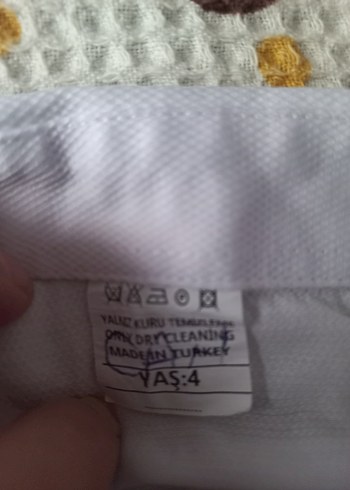 YALNIZ KURU TEMİZLEME
ONLY DRY CLEANING
MADE IN TURKEY
YAŞ:4